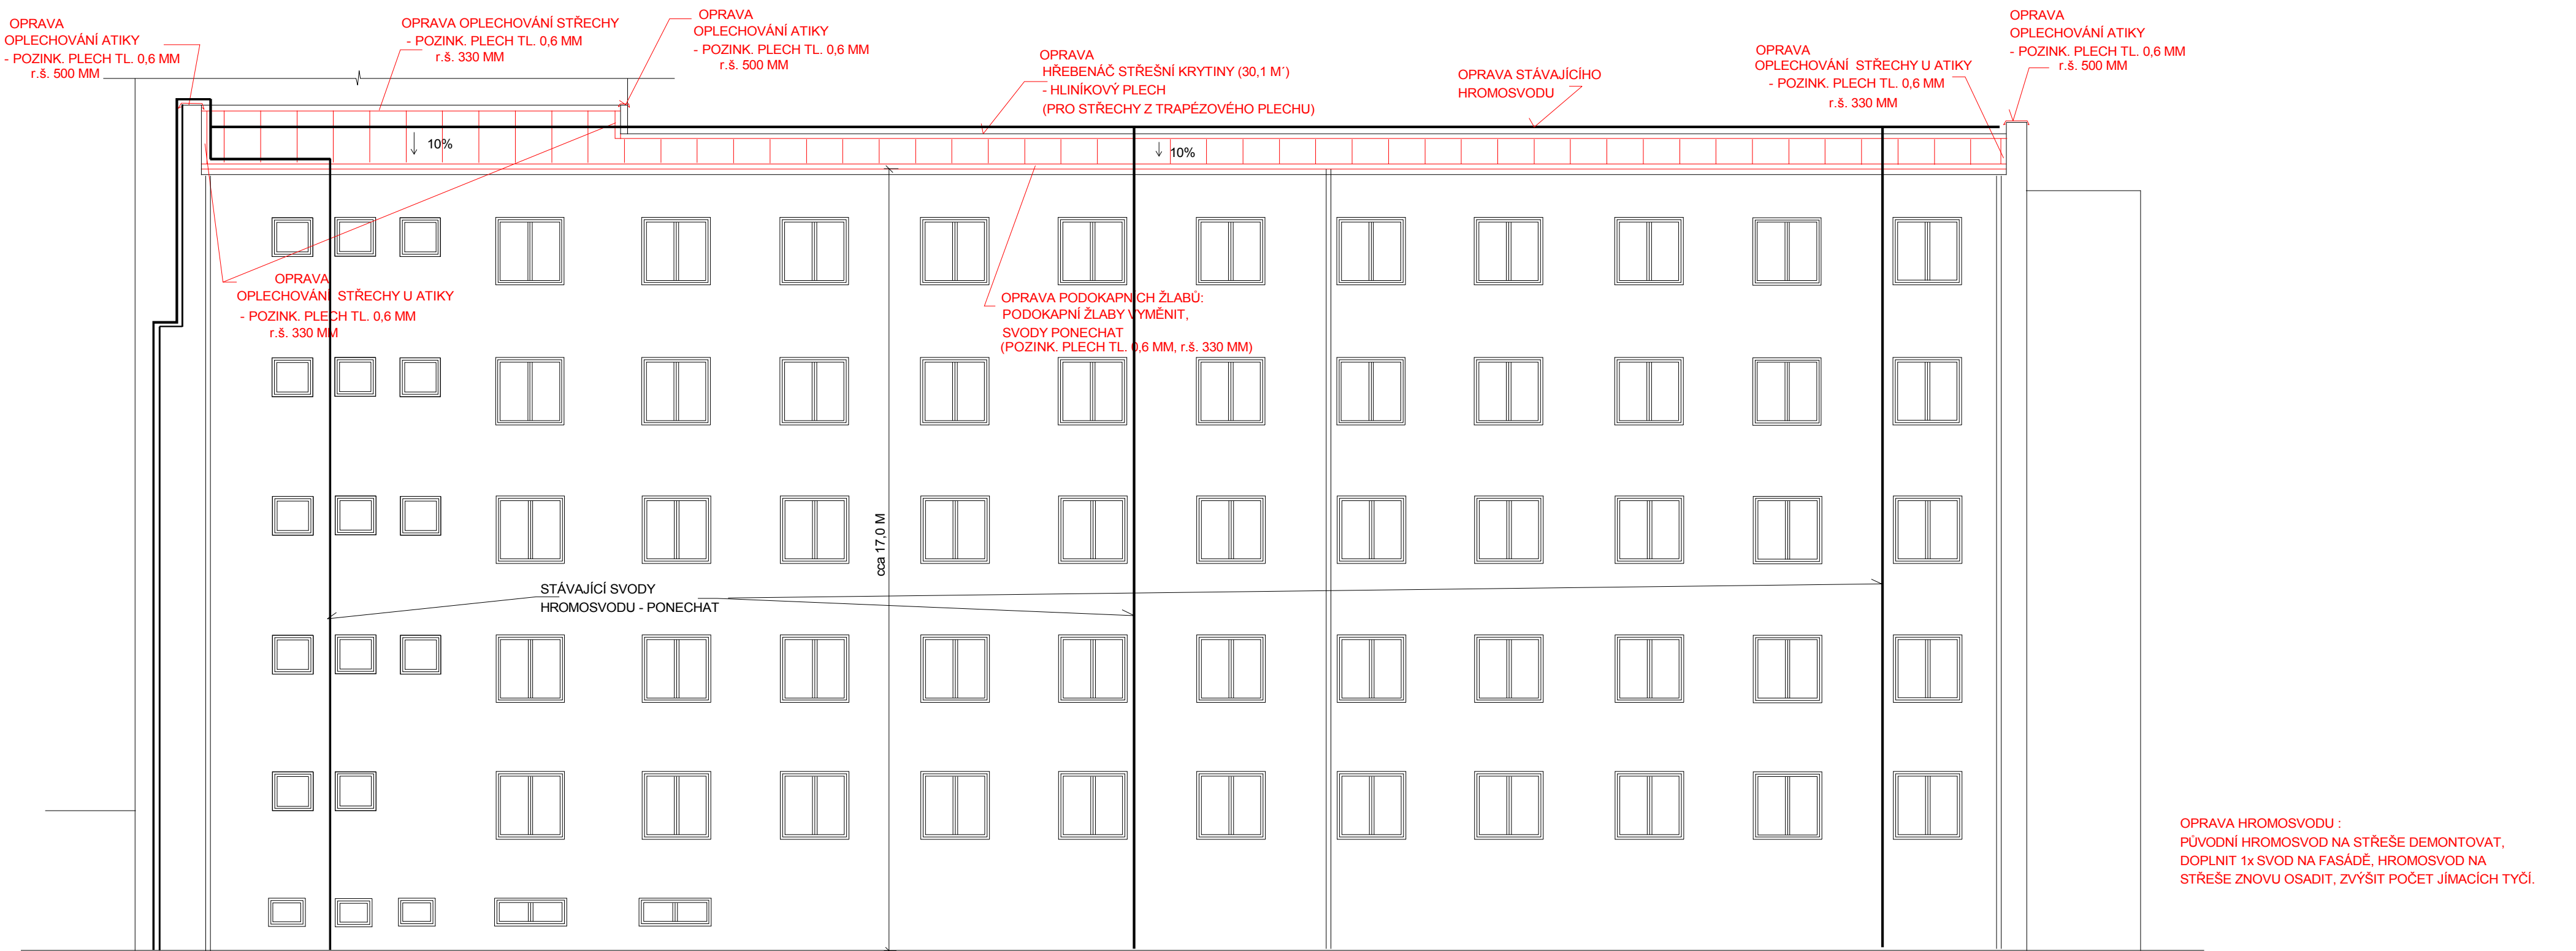 OPRAVA
OPLECHOVÁNÍ ATIKY
- POZINK. PLECH TL. 0,6 MM
r.š. 500 MM
OPRAVA OPLECHOVÁNÍ STŘECHY
- POZINK. PLECH TL. 0,6 MM
r.š. 330 MM
OPRAVA
OPLECHOVÁNÍ ATIKY
- POZINK. PLECH TL. 0,6 MM
r.š. 500 MM
OPRAVA
HŘEBENÁČ STŘEŠNÍ KRYTINY (30,1 M´)
- HLINÍKOVÝ PLECH
(PRO STŘECHY Z TRAPÉZOVÉHO PLECHU)
OPRAVA STÁVAJÍCÍHO
HROMOSVODU
OPRAVA
OPLECHOVÁNÍ STŘECHY U ATIKY
- POZINK. PLECH TL. 0,6 MM
r.š. 330 MM
OPRAVA
OPLECHOVÁNÍ ATIKY
- POZINK. PLECH TL. 0,6 MM
r.š. 500 MM
10%
10%
OPRAVA
OPLECHOVÁNÍ STŘECHY U ATIKY
- POZINK. PLECH TL. 0,6 MM
r.š. 330 MM
OPRAVA PODOKAPNÍCH ŽLABŮ:
PODOKAPNÍ ŽLABY VYMĚNIT,
SVODY PONECHAT
(POZINK. PLECH TL. 0,6 MM, r.š. 330 MM)
cca 17,0 M
STÁVAJÍCÍ SVODY
HROMOSVODU - PONECHAT
OPRAVA HROMOSVODU :
PŮVODNÍ HROMOSVOD NA STŘEŠE DEMONTOVAT,
DOPLNIT 1x SVOD NA FASÁDĚ, HROMOSVOD NA
STŘEŠE ZNOVU OSADIT, ZVÝŠIT POČET JÍMACÍCH TYČÍ.